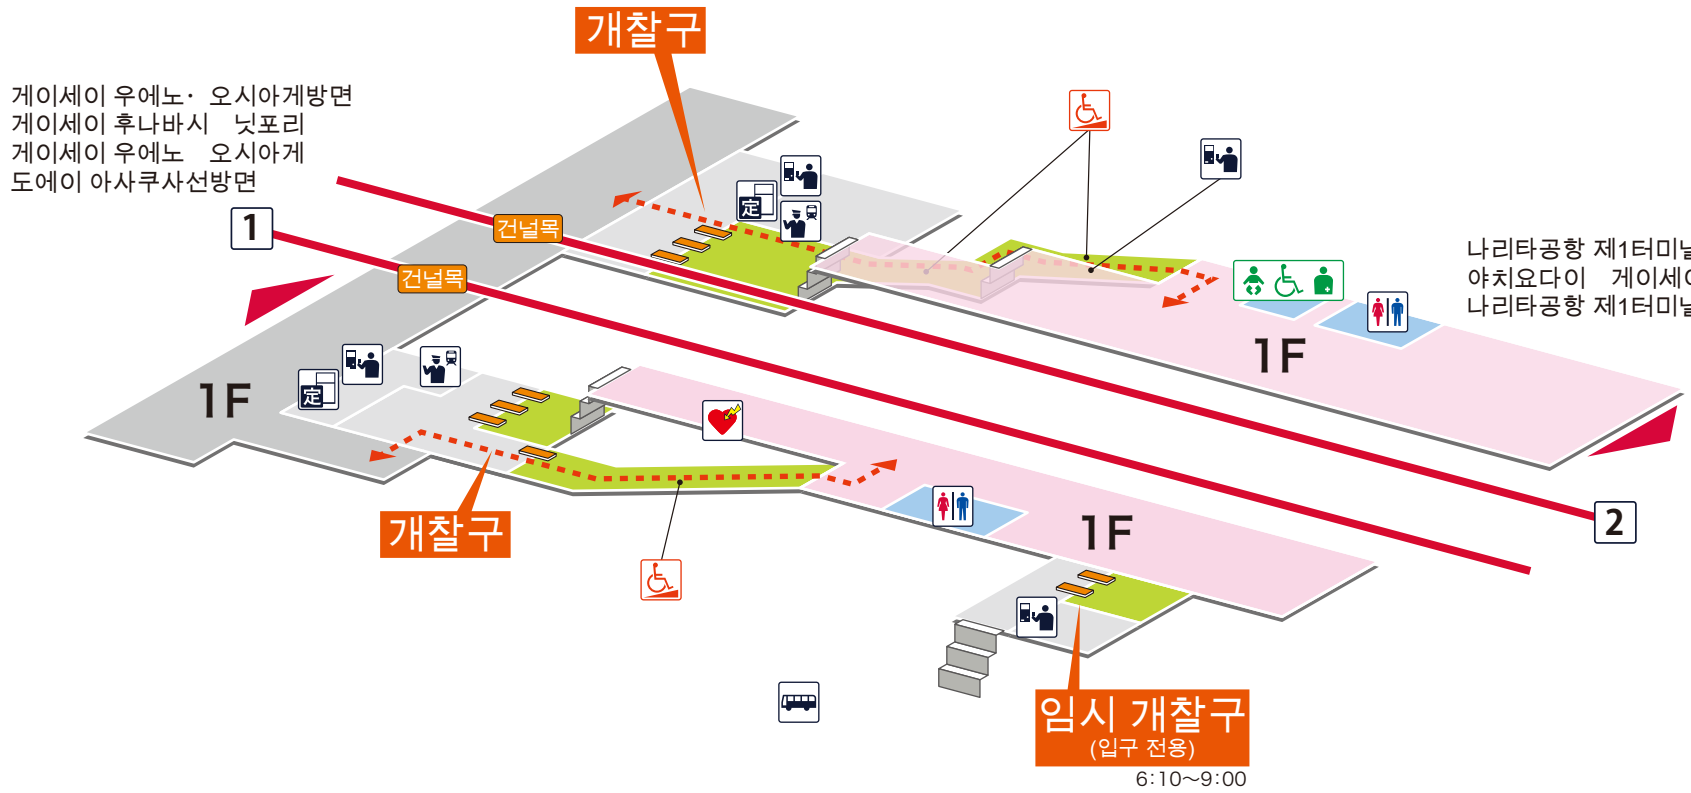 개찰구
게이세이 우에노· 오시아게방면
게이세이 후나바시 닛포리
게이세이 우에노 오시아게
도에이 아사쿠사선방면
1
건널목
건널목
定
나리타공항 제1터미널
야치요다이 게이세이
나리타공항 제1터미널
1F
1F
定
개찰구
1F
2
임시 개찰구
(입구 전용)
6:10~9:00